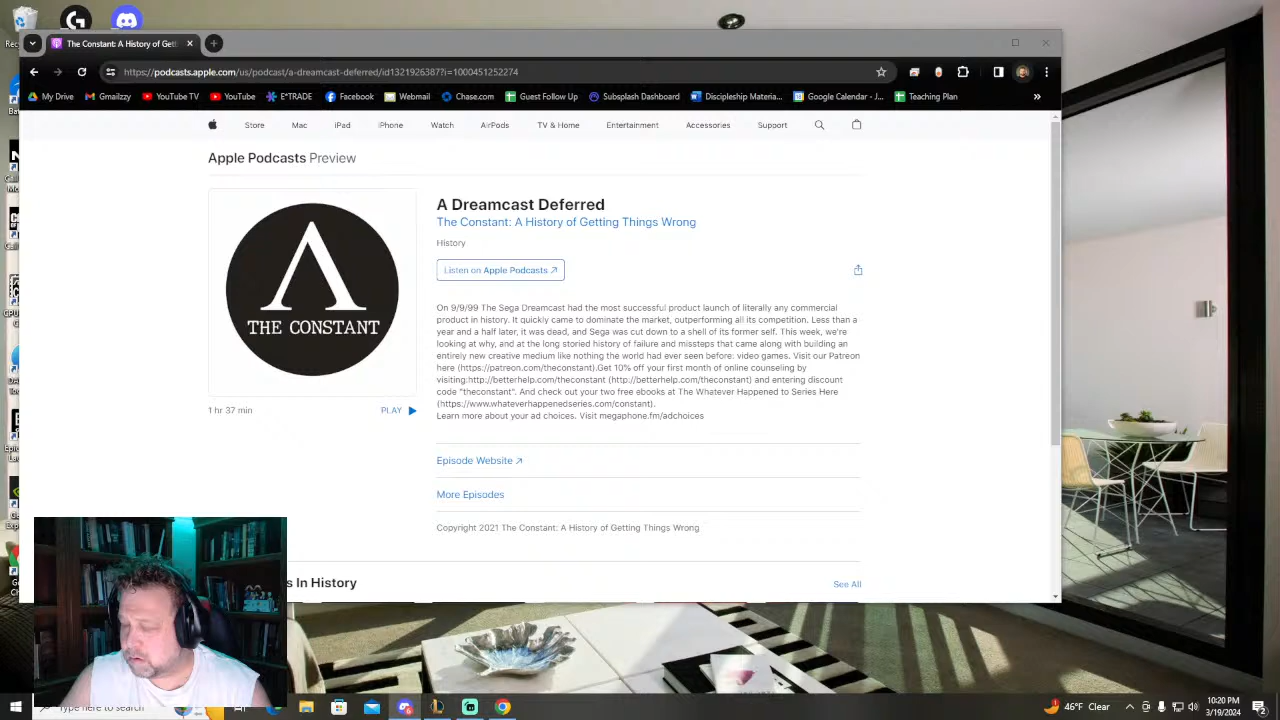 The Constant: A History of Gett
https://podcasts.apple.com/us/podcast/a-dreamcast-deferred/id1321926387?i=1000451252274
My Drive Gmailzzy YouTube TV YouTube E*TRADE Facebook Webmail Chase.com Guest Follow Up Subsplash Dashboard Discipleship Materia... Google Calendar - J... Teaching Plan »
Store Mac iPad iPhone Watch AirPods TV & Home Entertainment Accessories Support
Apple Podcasts Preview
THE CONSTANT
1 hr 37 min PLAY
A Dreamcast Deferred
The Constant: A History of Getting Things Wrong
History
Listen on Apple Podcasts ↗
On 9/9/99 The Sega Dreamcast had the most successful product launch of literally any commercial
product in history. It quickly came to dominate the market, outperforming all its competition. Less than a
year and a half later, it was dead, and Sega was cut down to a shell of its former self. This week, we're
looking at why, and at the long storied history of failure and missteps that came along with building an
entirely new creative medium like nothing the world had ever seen before: video games. Visit our Patreon
here (https://patreon.com/theconstant).Get 10% off your first month of online counseling by
visiting:http://betterhelp.com/theconstant (http://betterhelp.com/theconstant) and entering discount
code "theconstant". And check out your two free ebooks at The Whatever Happened to Series Here
(https://www.whateverhappenedseries.com/constant).
Learn more about your ad choices. Visit megaphone.fm/adchoices
Episode Website ↗
More Episodes
Copyright 2021 The Constant: A History of Getting Things Wrong
s In History See All
Type here to search
46°F Clear
10:20 PM
3/19/2024